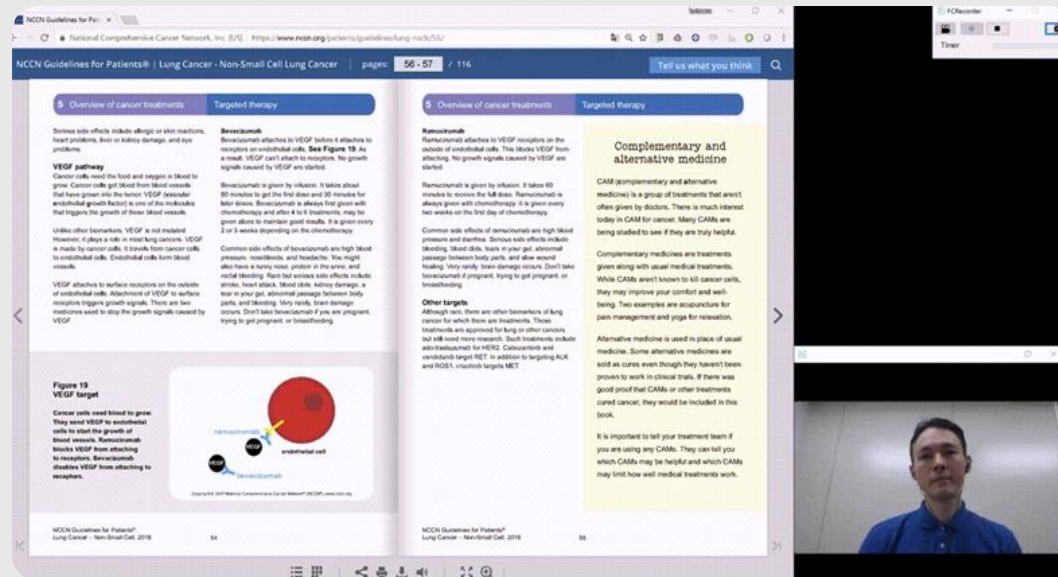 NCCN Guidelines for Pati
National Comprehensive Cancer Network, Inc. [US] https://www.nccn.org/patients/guidelines/lung-nsclc/56/
NCCN Guidelines for Patients® | Lung Cancer - Non-Small Cell Lung Cancer | pages: 56 - 57 / 116
Tell us what you think
5 Overview of cancer treatments Targeted therapy
Serious side effects include allergic or skin reactions,
heart problems, liver or kidney damage, and eye
problems.
VEGF pathway
Cancer cells need the food and oxygen in blood to
grow. Cancer cells get blood from blood vessels
that have grown into the tumor. VEGF (vascular
endothelial growth factor) is one of the molecules
that triggers the growth of these blood vessels.
Unlike other biomarkers, VEGF is not mutated.
However, it plays a role in most lung cancers. VEGF
is made by cancer cells. It travels from cancer cells
to endothelial cells. Endothelial cells form blood
vessels.
VEGF attaches to surface receptors on the outside
of endothelial cells. Attachment of VEGF to surface
receptors triggers growth signals. There are two
medicines used to stop the growth signals caused by
VEGF.
Bevacizumab
Bevacizumab attaches to VEGF before it attaches to
receptors on endothelial cells. See Figure 19. As
a result, VEGF can't attach to receptors. No growth
signals caused by VEGF are started.
Bevacizumab is given by infusion. It takes about
90 minutes to get the first dose and 30 minutes for
later doses. Bevacizumab is always first given with
chemotherapy and after 4 to 6 treatments, may be
given alone to maintain good results. It is given every
2 or 3 weeks depending on the chemotherapy.
Common side effects of bevacizumab are high blood
pressure, nosebleeds, and headache. You might
also have a runny nose, protein in the urine, and
rectal bleeding. Rare but serious side effects include
stroke, heart attack, blood clots, kidney damage, a
tear in your gut, abnormal passage between body
parts, and bleeding. Very rarely, brain damage
occurs. Don't take bevacizumab if you are pregnant,
trying to get pregnant, or breastfeeding.
Figure 19
VEGF target
Cancer cells need blood to grow.
They send VEGF to endothelial
cells to start the growth of
blood vessels. Ramucirumab
blocks VEGF from attaching
to receptors. Bevacizumab
disables VEGF from attaching to
receptors.
ramucirumab
VEGF
endothelial cell
VEGF
bevacizumab
NCCN Guidelines for Patients®
Lung Cancer – Non-Small Cell, 2018
54
5 Overview of cancer treatments Targeted therapy
Ramucirumab
Ramucirumab attaches to VEGF receptors on the
outside of endothelial cells. This blocks VEGF from
attaching. No growth signals caused by VEGF are
started.
Ramucirumab is given by infusion. It takes 60
minutes to receive the full dose. Ramucirumab is
always given with chemotherapy. It is given every
two weeks on the first day of chemotherapy.
Common side effects of ramucirumab are high blood
pressure and diarrhea. Serious side effects include
bleeding, blood clots, tears in your gut, abnormal
passage between body parts, and slow wound
healing. Very rarely, brain damage occurs. Don't take
bevacizumab if pregnant, trying to get pregnant, or
breastfeeding.
Other targets
Although rare, there are other biomarkers of lung
cancer for which there are treatments. These
treatments are approved for lung or other cancers
but still need more research. Such treatments include
ado-trastuzumab for HER2. Cabozantinib and
vandetanib target RET. In addition to targeting ALK
and ROS1, crizotinib targets MET.
Complementary and
alternative medicine
CAM (complementary and alternative
medicine) is a group of treatments that aren't
often given by doctors. There is much interest
today in CAM for cancer. Many CAMs are
being studied to see if they are truly helpful.
Complementary medicines are treatments
given along with usual medical treatments.
While CAMs aren't known to kill cancer cells,
they may improve your comfort and well-
being. Two examples are acupuncture for
pain management and yoga for relaxation.
Alternative medicine is used in place of usual
medicine. Some alternative medicines are
sold as cures even though they haven't been
proven to work in clinical trials. If there was
good proof that CAMs or other treatments
cured cancer, they would be included in this
book.
It is important to tell your treatment team if
you are using any CAMs. They can tell you
which CAMs may be helpful and which CAMs
may limit how well medical treatments work.
NCCN Guidelines for Patients®
Lung Cancer – Non-Small Cell, 2018
55
FCRecorder
Timer